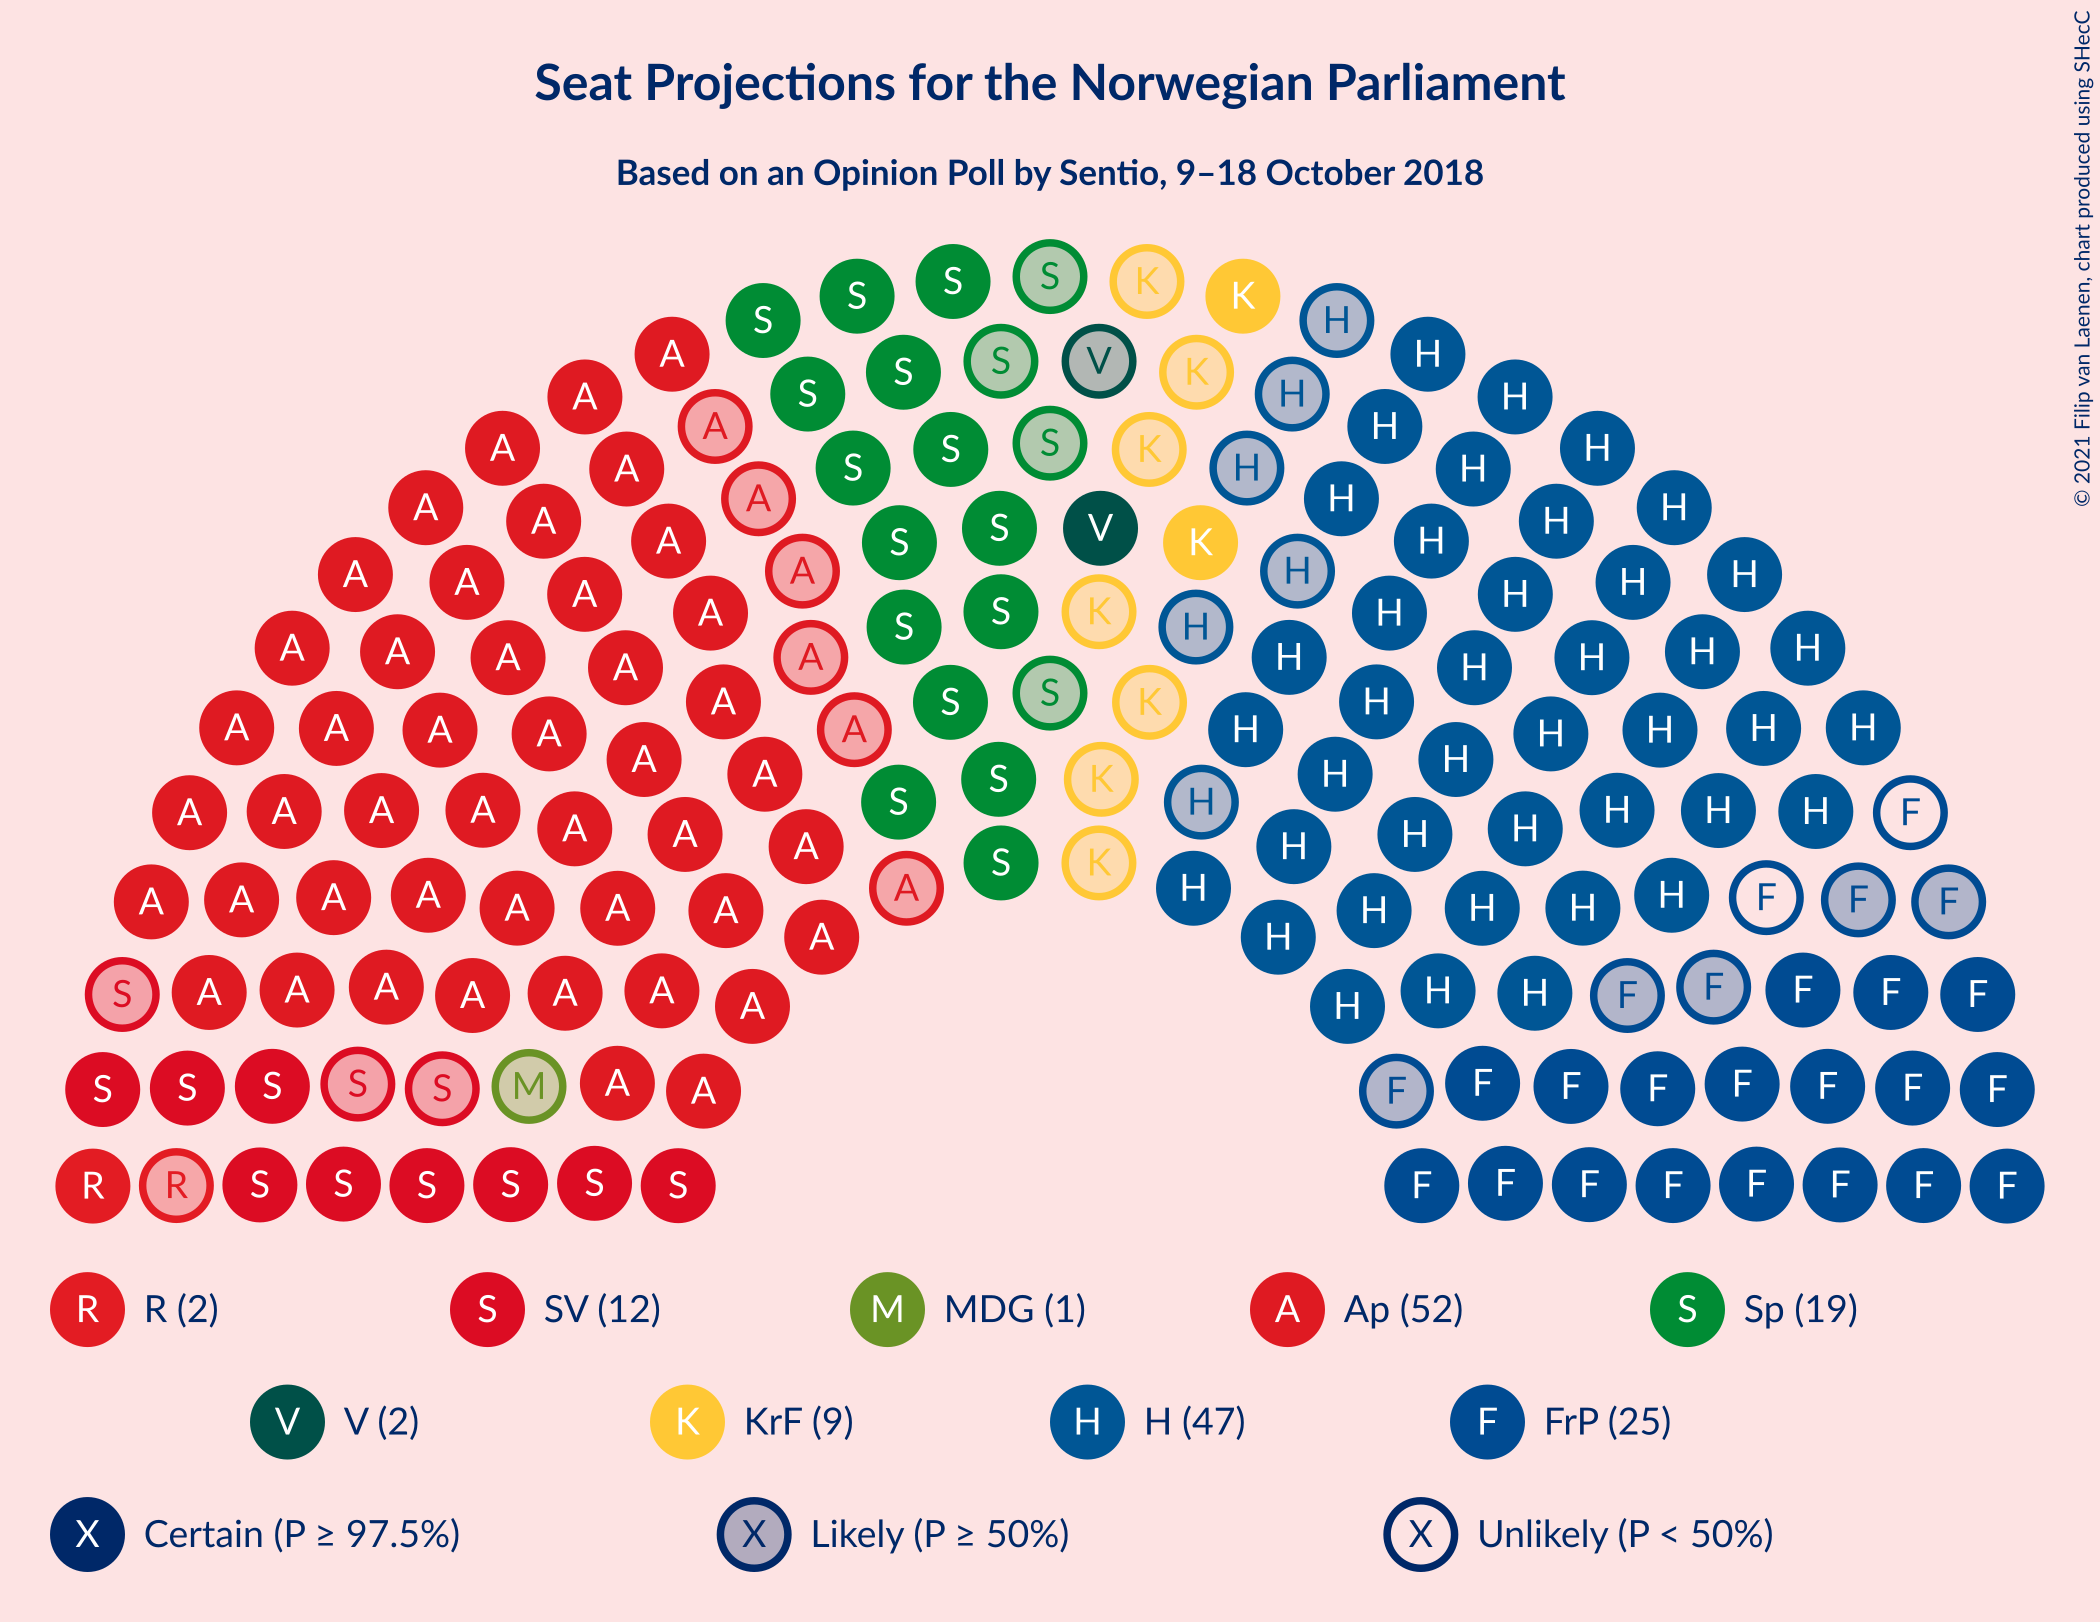 Seat Projections for the Norwegian Parliament
Based on an Opinion Poll by Sentio, 9–18 October 2018
© 2021 Filip van Laenen, chart produced using SHecC
S S S S K K H
A S S S V K H H H
A A A S S S K H H H H
A A A A S S V K H H H H H
A A A A A S S K H H H H H H
A A A A A A S S K H H H H H H
A A A A A A A S S K H H H H H H H
A A A A A A A A S K H H H H H H H F
A A A A A A A A H H H H H F F F
S A A A A A A A H H H F F F F F
S S S S S M A A F F F F F F F F
R R S S S S S S F F F F F F F F
R R (2) S SV (12) M MDG (1) A Ap (52) S Sp (19)
V V (2) K KrF (9) H H (47) F FrP (25)
X Certain (P ≥ 97.5%) X Likely (P ≥ 50%) X Unlikely (P < 50%)